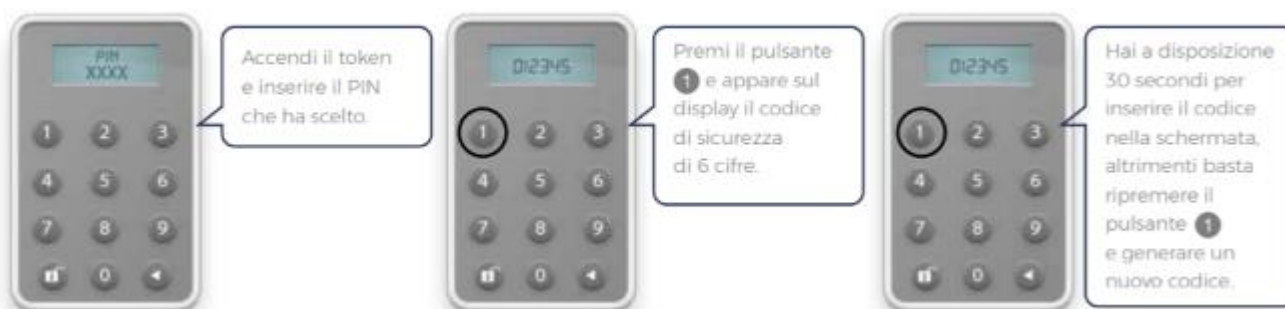 PIN
XXXX
1 2 3
4 5 6
7 8 9
0
Accendi il token
e inserire il PIN
che ha scelto.
012345
1 2 3
4 5 6
7 8 9
0
Premi il pulsante
1 e appare sul
display il codice
di sicurezza
di 6 cifre.
012345
1 2 3
4 5 6
7 8 9
0
Hai a disposizione
30 secondi per
inserire il codice
nella schermata,
altrimenti basta
ripremere il
pulsante 1
e generare un
nuovo codice.